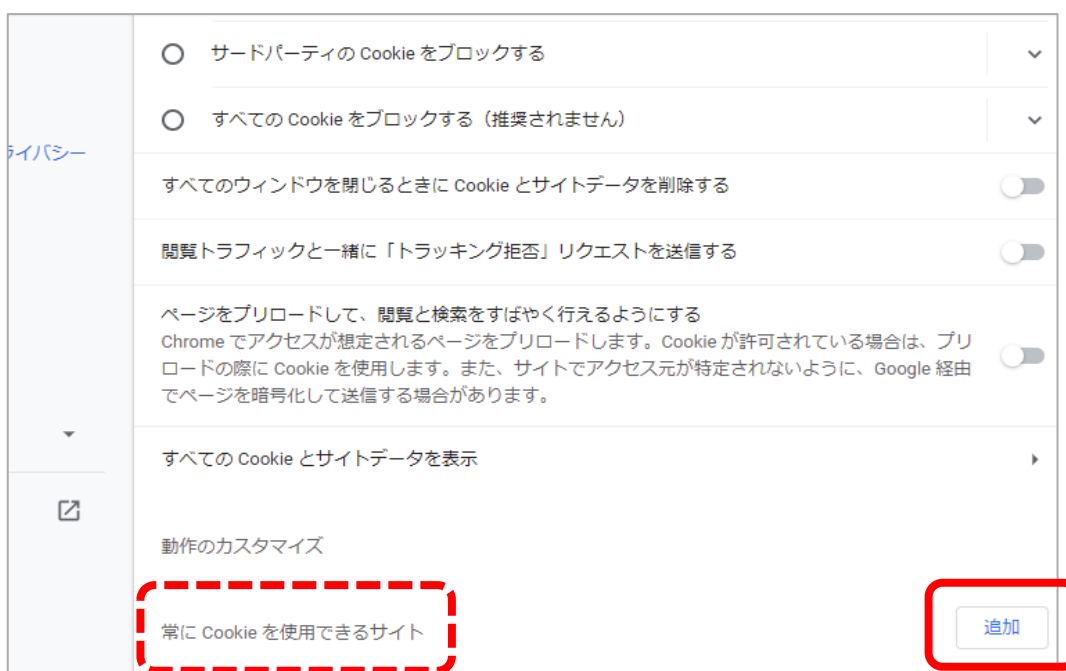 サードパーティの Cookie をブロックする
すべての Cookie をブロックする（推奨されません）
ライバシー
すべてのウィンドウを閉じるときに Cookie とサイトデータを削除する
閲覧トラフィックと一緒に「トラッキング拒否」リクエストを送信する
ページをプリロードして、閲覧と検索をすばやく行えるようにする
Chrome でアクセスが想定されるページをプリロードします。Cookie が許可されている場合は、プリ
ロードの際に Cookie を使用します。また、サイトでアクセス元が特定されないように、Google 経由
でページを暗号化して送信する場合があります。
すべての Cookie とサイトデータを表示
動作のカスタマイズ
常に Cookie を使用できるサイト
追加